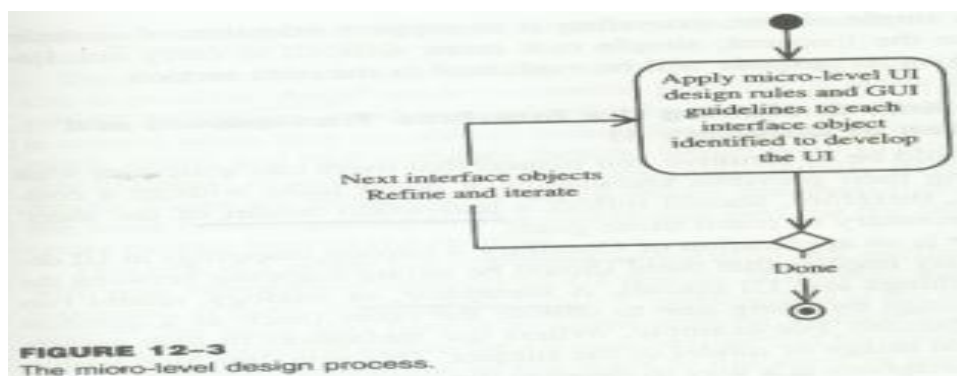 Apply micro-level UI
design rules and GUI
guidelines to each
interface object
identified to develop
the UI
Next interface objects
Refine and iterate
Done
FIGURE 12-3
The micro-level design process.